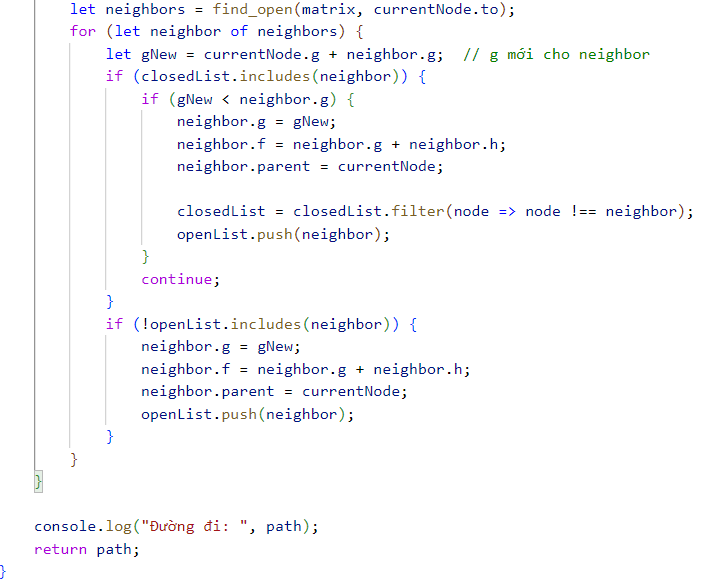 let neighbors = find_open(matrix, currentNode.to);
for (let neighbor of neighbors) {
let gNew = currentNode.g + neighbor.g;  // g mới cho neighbor
if (closedList.includes(neighbor)) {
if (gNew < neighbor.g) {
neighbor.g = gNew;
neighbor.f = neighbor.g + neighbor.h;
neighbor.parent = currentNode;
closedList = closedList.filter(node => node !== neighbor);
openList.push(neighbor);
}
continue;
}
if (!openList.includes(neighbor)) {
neighbor.g = gNew;
neighbor.f = neighbor.g + neighbor.h;
neighbor.parent = currentNode;
openList.push(neighbor);
}
}
}
console.log("Đường đi: ", path);
return path;
}